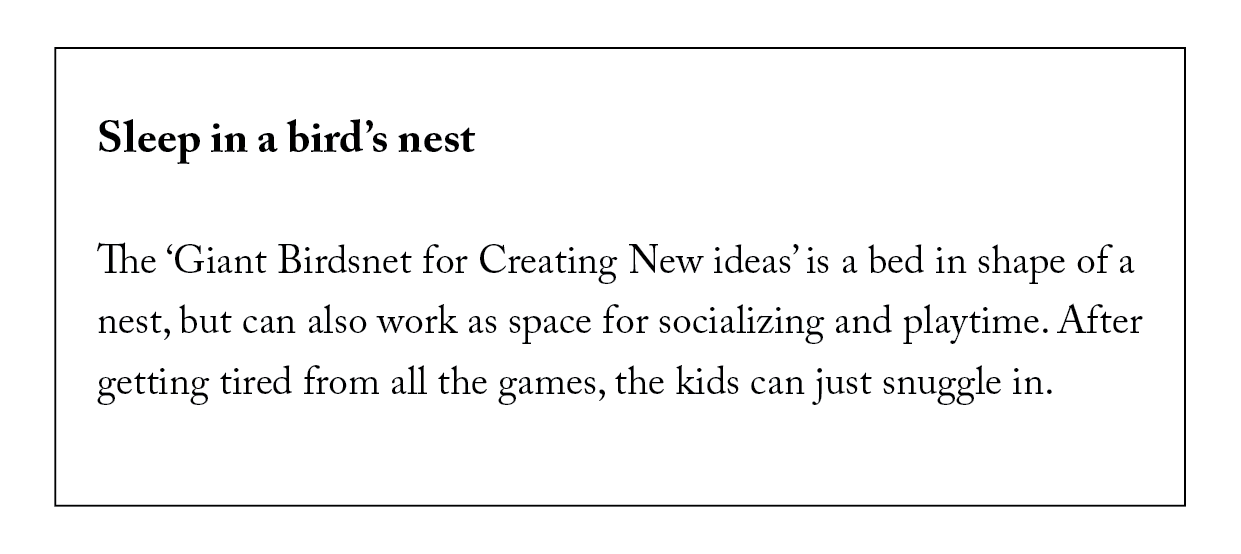 Sleep in a bird’s nest
The ‘Giant Birdsnet for Creating New ideas’ is a bed in shape of a
nest, but can also work as space for socializing and playtime. After
getting tired from all the games, the kids can just snuggle in.